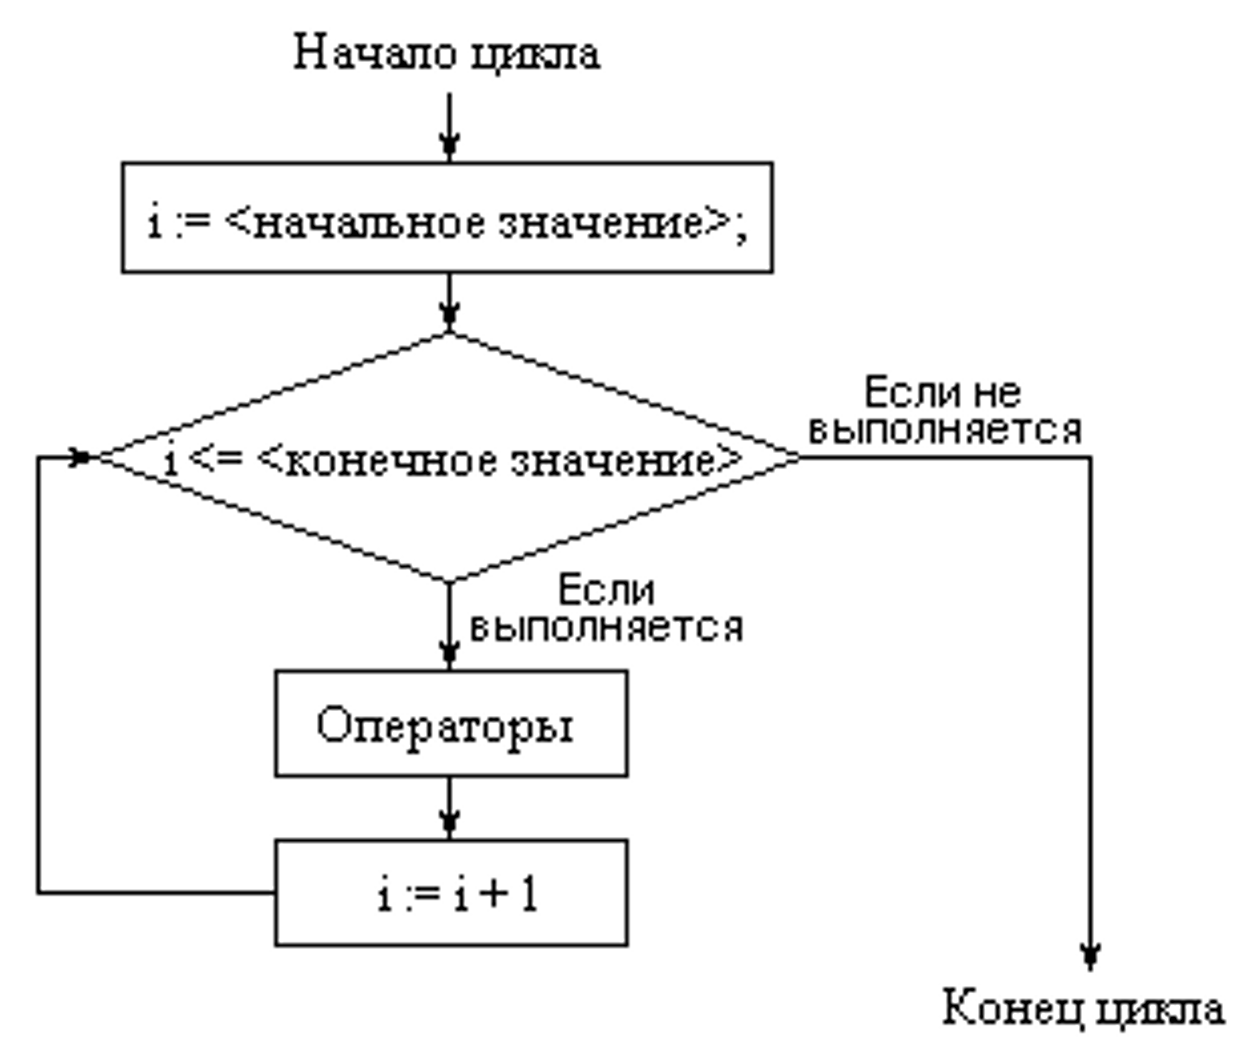 Начало цикла
i := <начальное значение>;
Если не
выполняется
i <= <конечное значение>
Если
выполняется
Операторы
i := i + 1
Конец цикла